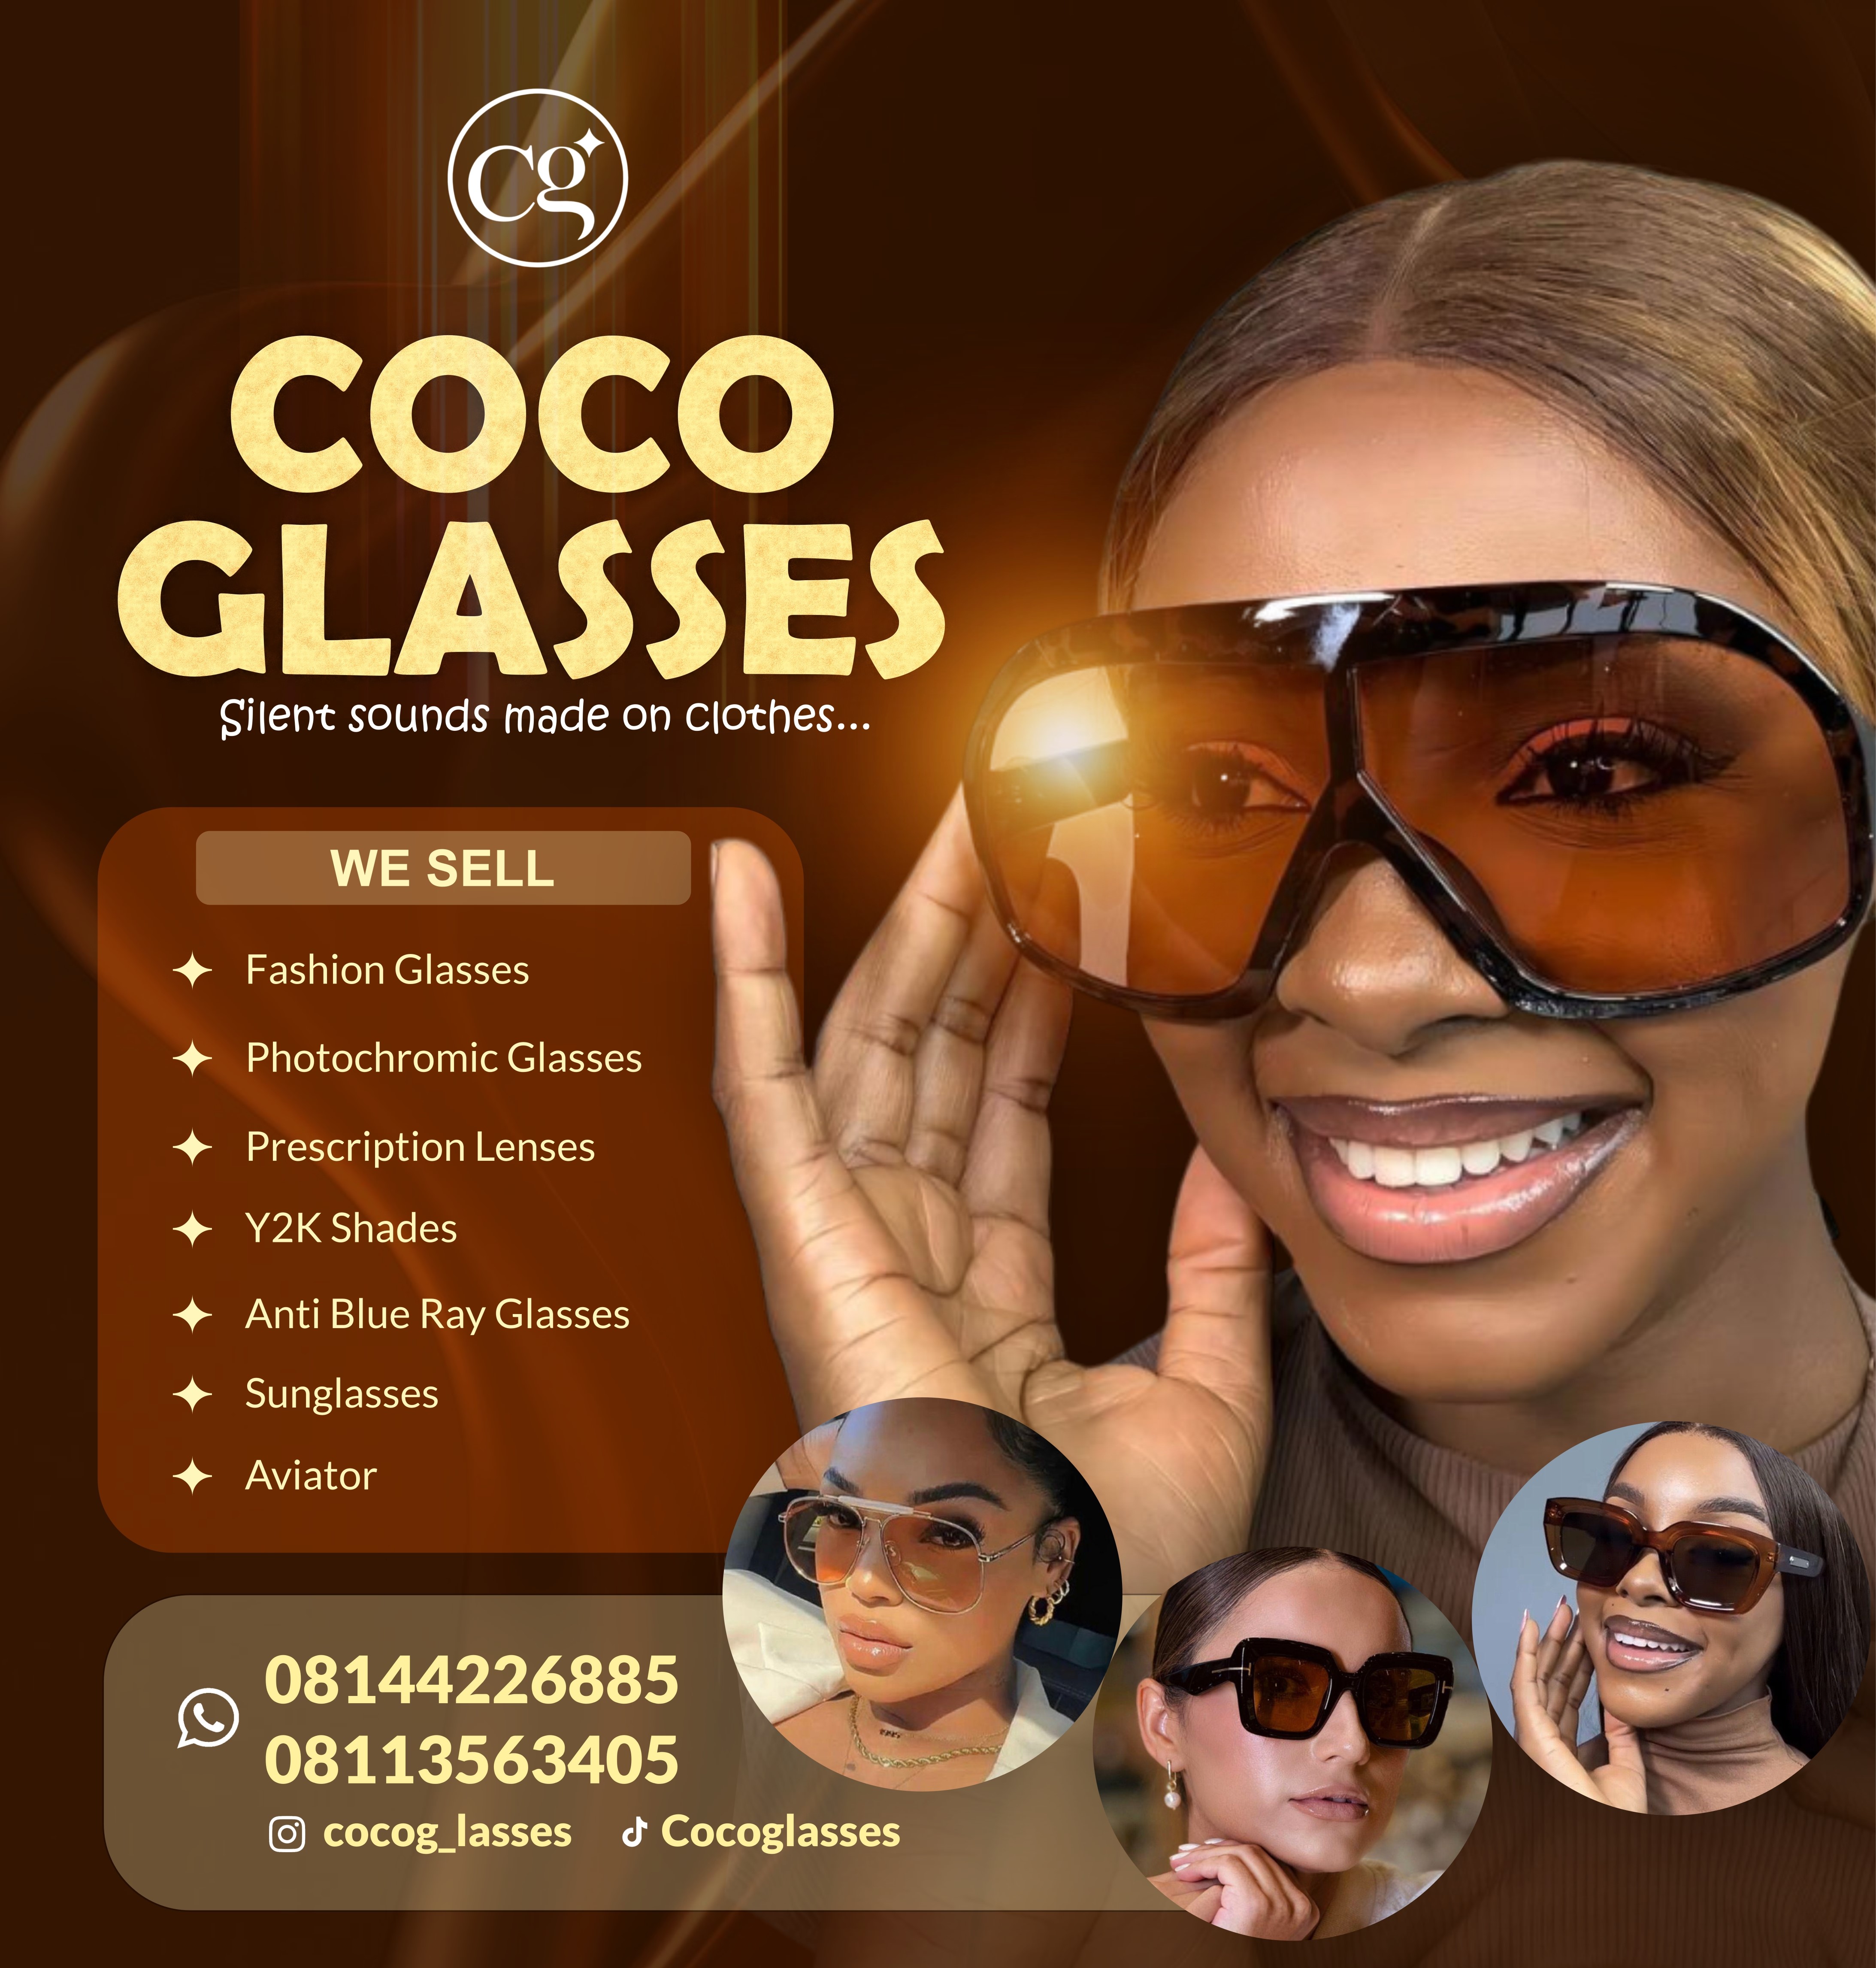 Cg
COCO
GLASSES
Silent sounds made on clothes...
WE SELL
Fashion Glasses
Photochromic Glasses
Prescription Lenses
Y2K Shades
Anti Blue Ray Glasses
Sunglasses
Aviator
08144226885
08113563405
cocog_lasses Cocoglasses